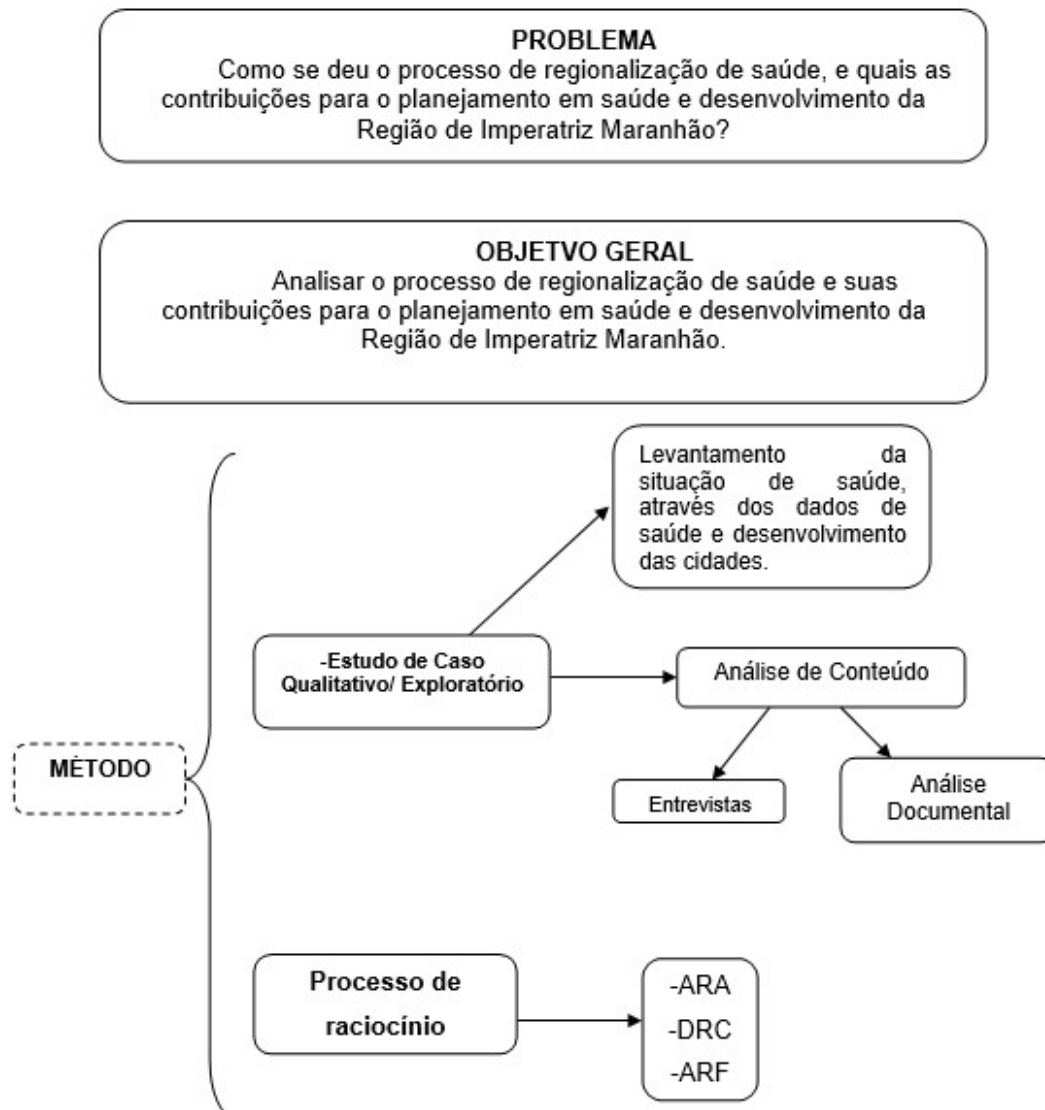 PROBLEMA
Como se deu o processo de regionalização de saúde, e quais as
contribuições para o planejamento em saúde e desenvolvimento da
Região de Imperatriz Maranhão?
OBJETVO GERAL
Analisar o processo de regionalização de saúde e suas
contribuições para o planejamento em saúde e desenvolvimento da
Região de Imperatriz Maranhão.
Levantamento da
situação de saúde,
através dos dados de
saúde e desenvolvimento
das cidades.
-Estudo de Caso
Qualitativo/ Exploratório
Análise de Conteúdo
MÉTODO
Entrevistas
Análise
Documental
Processo de
raciocínio
-ARA
-DRC
-ARF